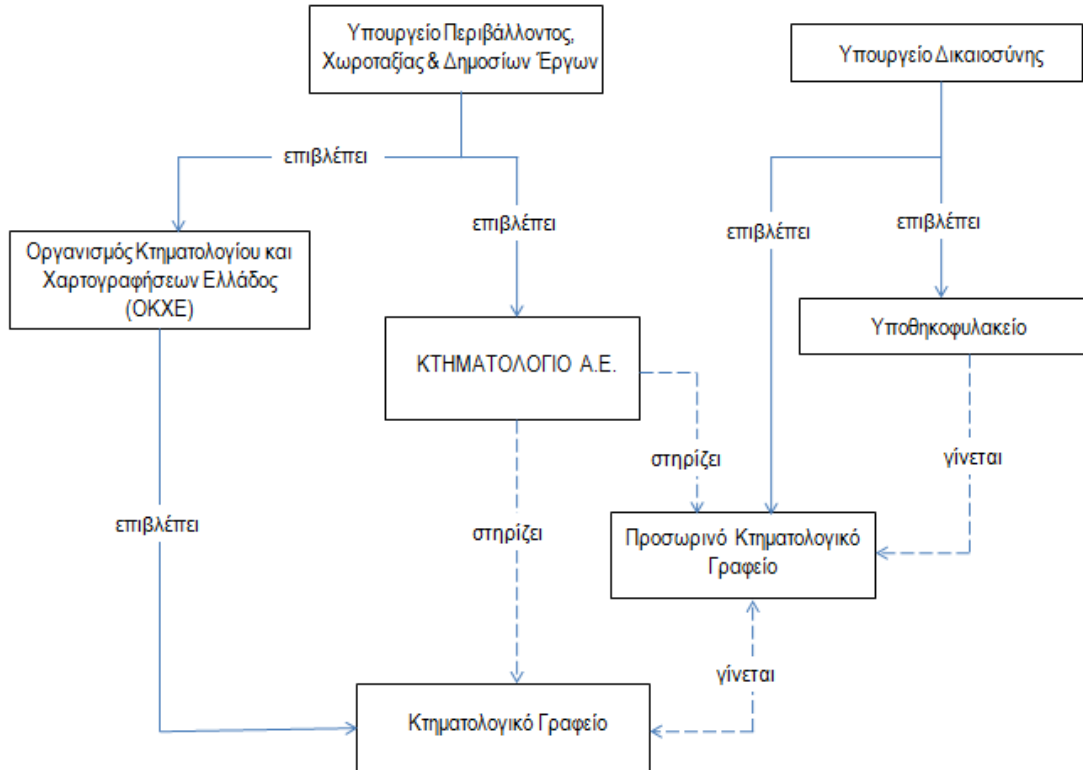 Υπουργείο Περιβάλλοντος,
Χωροταξίας & Δημοσίων Έργων
Υπουργείο Δικαιοσύνης
επιβλέπει
επιβλέπει
επιβλέπει
επιβλέπει
Οργανισμός Κτηματολογίου και
Χαρτογραφήσεων Ελλάδος
(ΟΚΧΕ)
Υποθηκοφυλακείο
ΚΤΗΜΑΤΟΛΟΓΙΟ Α.Ε.
στηρίζει
γίνεται
επιβλέπει
στηρίζει
Προσωρινό Κτηματολογικό
Γραφείο
γίνεται
Κτηματολογικό Γραφείο